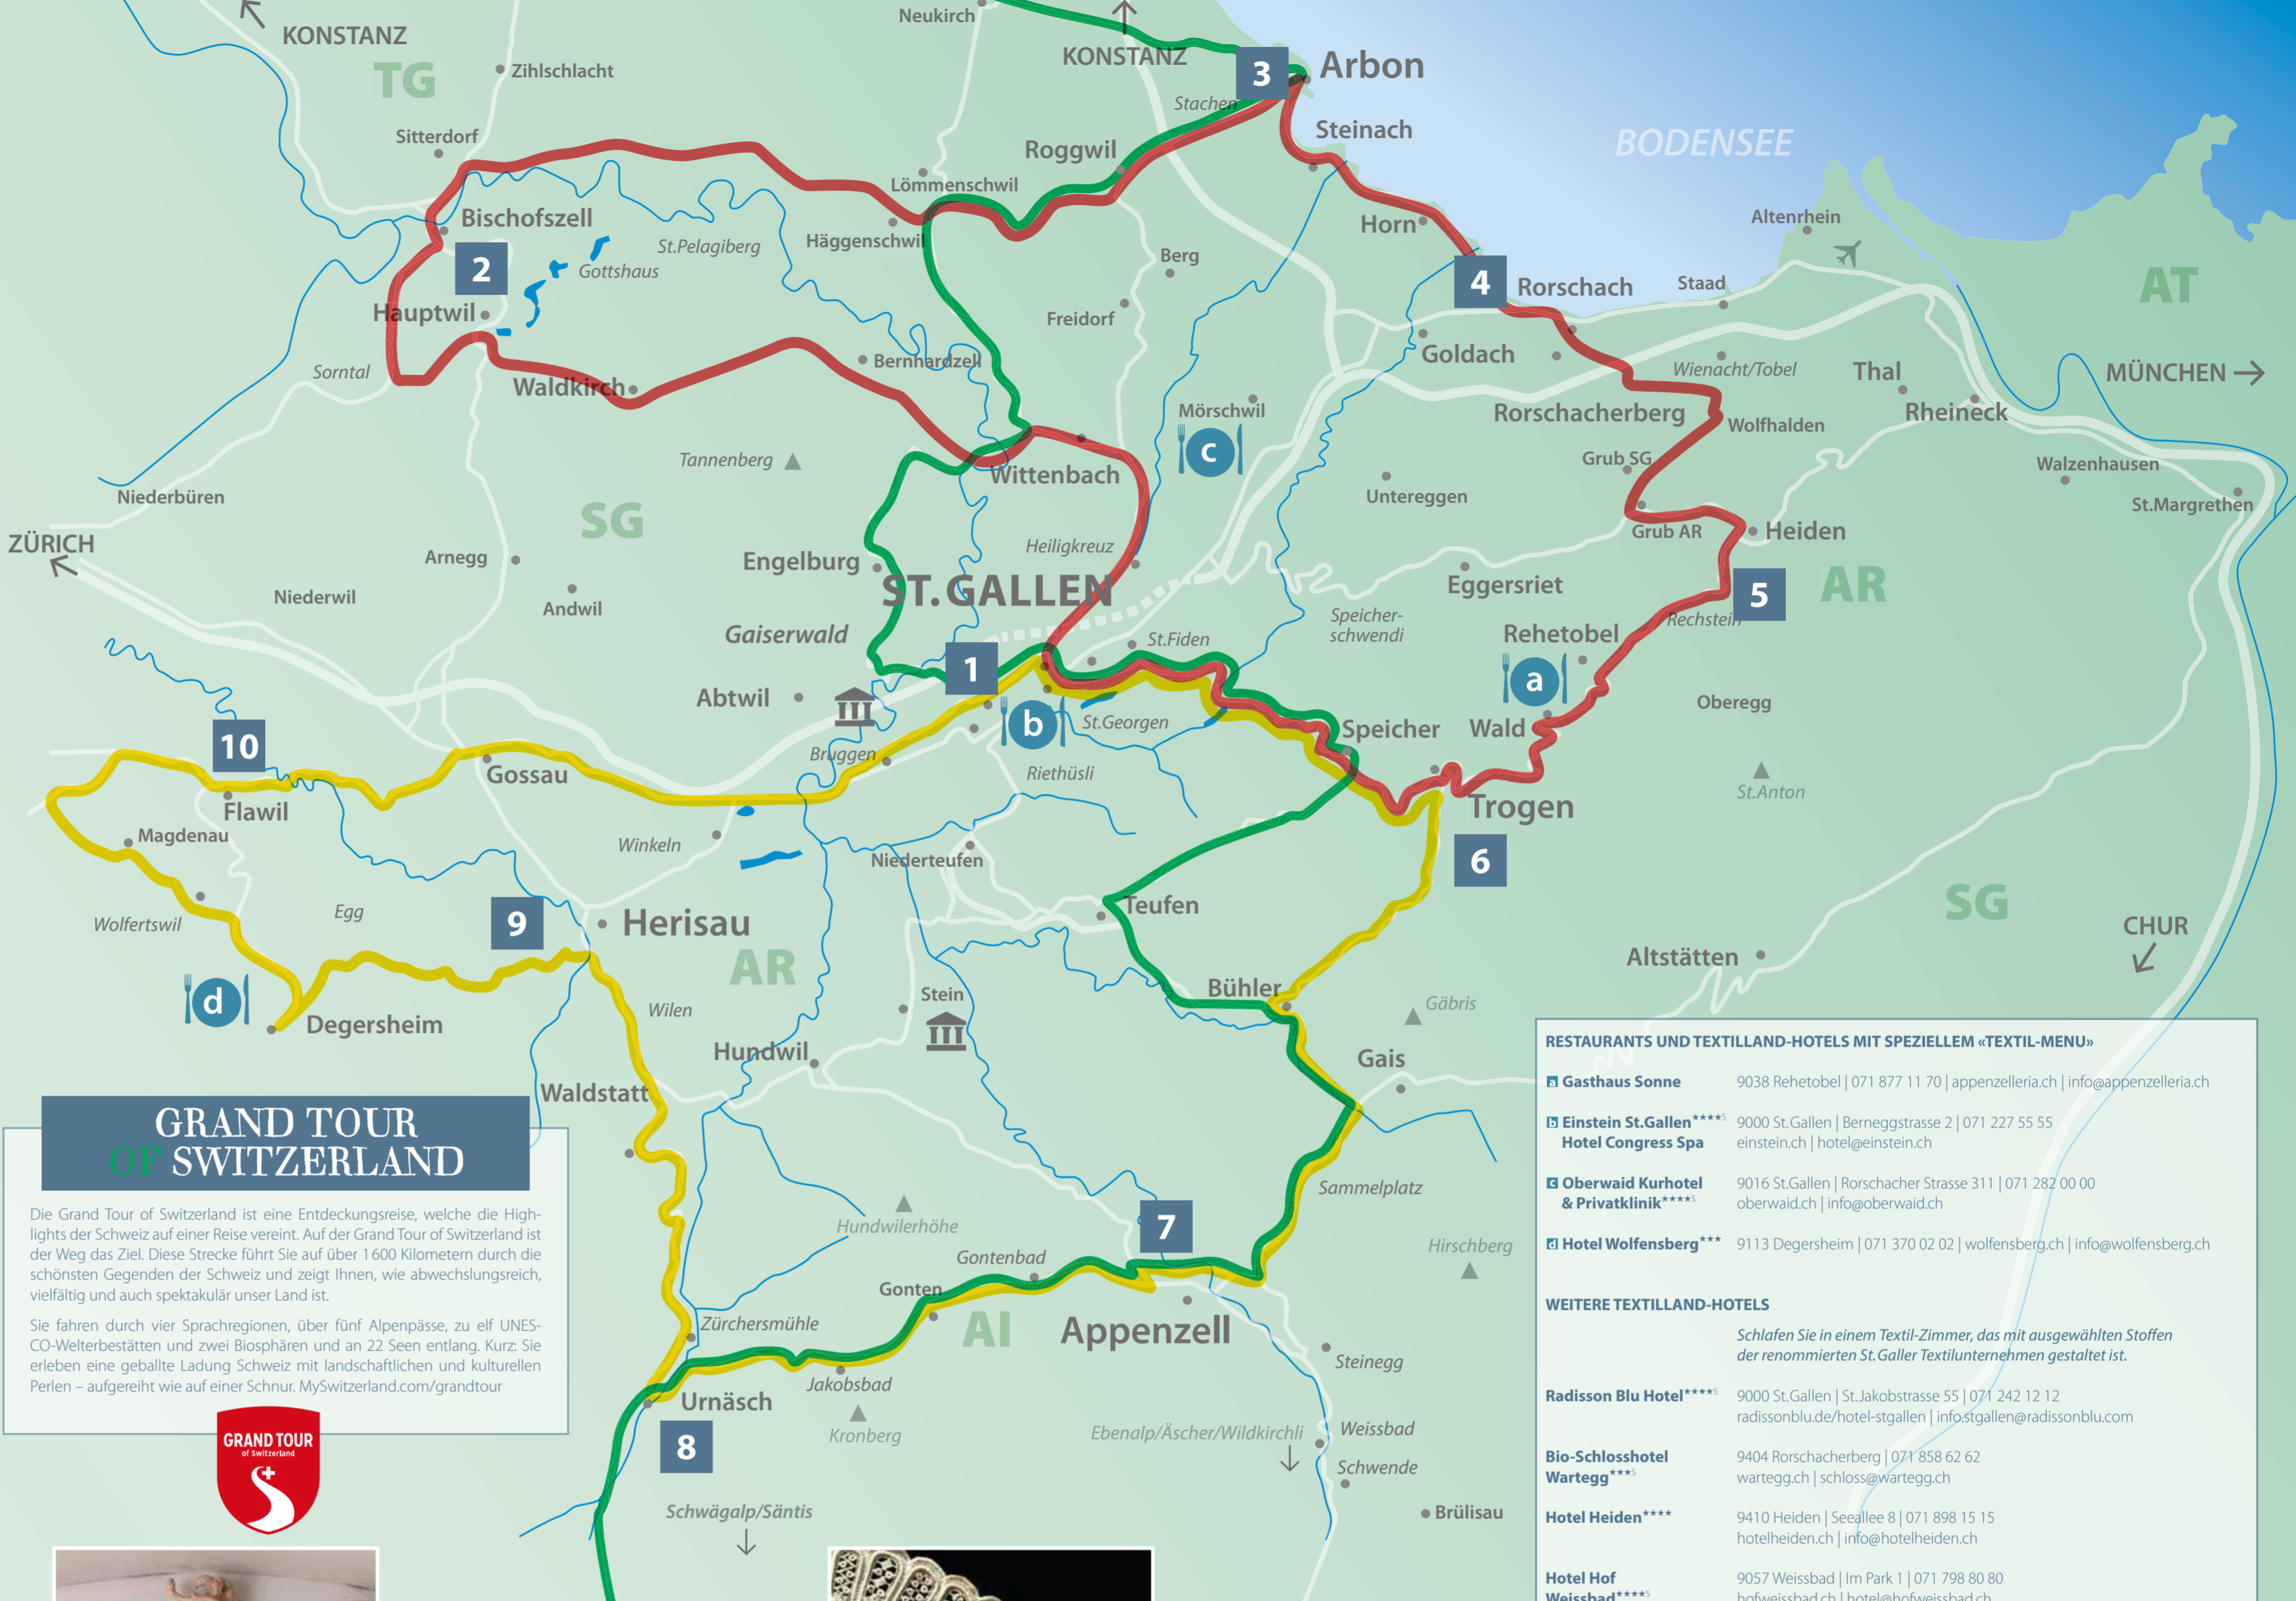 KONSTANZ
TG
Zihlschlacht
Sitterdorf
Neukirch
KONSTANZ
3
Arbon
Stachen
Steinach
Roggwil
Lömmenschwil
BODENSEE
Bischofszell
2
Gottshaus
St.Pelagiberg
Häggenschwil
Horn
Berg
Altenrhein
4
Rorschach
Staad
AT
Hauptwil
Freidorf
Goldach
Wienacht/Tobel
Thal
MÜNCHEN
Sorntal
Waldkirch
Bernhardzell
Mörschwil
Rorschacherberg
Wolfhalden
Rheineck
c
Tannenberg
Wittenbach
Grub SG
Walzenhausen
Niederbüren
Untereggen
St.Margrethen
SG
ZÜRICH
Arnegg
Engelburg
Heiligkreuz
Grub AR
Heiden
Niederwil
Andwil
ST.GALLEN
Eggersriet
AR
5
Rechstein
Gaiserwald
Speicher-
schwendi
Rehetobel
St.Fiden
1
a
Abtwil
Oberegg
b
St.Georgen
Speicher
Wald
10
Bruggen
Riethüsli
Gossau
St.Anton
Flawil
Trogen
Magdenau
Winkeln
Niederteufen
6
Wolfertswil
Egg
9
Herisau
Teufen
SG
CHUR
AR
Altstätten
d
Degersheim
Wilen
Stein
Bühler
Gäbris
Hundwil
Gais
Waldstatt
Sammelplatz
Hundwilerhöhe
7
Gontenbad
Hirschberg
Gonten
Zürchersmühle
AI
Appenzell
Steinegg
Jakobsbad
Urnäsch
Kronberg
8
Ebenalp/Äscher/Wildkirchli
Weissbad
Schwende
Schwägalp/Säntis
Brülisau
GRAND TOUR
OF SWITZERLAND
Die Grand Tour of Switzerland ist eine Entdeckungsreise, welche die High-
lights der Schweiz auf einer Reise vereint. Auf der Grand Tour of Switzerland ist
der Weg das Ziel. Diese Strecke führt Sie auf über 1600 Kilometern durch die
schönsten Gegenden der Schweiz und zeigt Ihnen, wie abwechslungsreich,
vielfältig und auch spektakulär unser Land ist.
Sie fahren durch vier Sprachregionen, über fünf Alpenpässe, zu elf UNES-
CO-Welterbestätten und zwei Biosphären und an 22 Seen entlang. Kurz: Sie
erleben eine geballte Ladung Schweiz mit landschaftlichen und kulturellen
Perlen – aufgereiht wie auf einer Schnur. MySwitzerland.com/grandtour
GRAND TOUR
of Switzerland
RESTAURANTS UND TEXTILLAND-HOTELS MIT SPEZIELLEM «TEXTIL-MENU»
a Gasthaus Sonne 9038 Rehetobel | 071 877 11 70 | appenzelleria.ch | info@appenzelleria.ch
b Einstein St.Gallen****S 9000 St.Gallen | Berneggstrasse 2 | 071 227 55 55
Hotel Congress Spa einstein.ch | hotel@einstein.ch
c Oberwaid Kurhotel 9016 St.Gallen | Rorschacher Strasse 311 | 071 282 00 00
& Privatklinik****S oberwaid.ch | info@oberwaid.ch
d Hotel Wolfensberg*** 9113 Degersheim | 071 370 02 02 | wolfensberg.ch | info@wolfensberg.ch
WEITERE TEXTILLAND-HOTELS
Schlafen Sie in einem Textil-Zimmer, das mit ausgewählten Stoffen
der renommierten St.Galler Textilunternehmen gestaltet ist.
Radisson Blu Hotel****S 9000 St.Gallen | St.Jakobstrasse 55 | 071 242 12 12
radissonblu.de/hotel-stgallen | info.stgallen@radissonblu.com
Bio-Schlosshotel 9404 Rorschacherberg | 071 858 62 62
Wartegg***S wartegg.ch | schloss@wartegg.ch
Hotel Heiden**** 9410 Heiden | Seeallee 8 | 071 898 15 15
hotelheiden.ch | info@hotelheiden.ch
Hotel Hof 9057 Weissbad | Im Park 1 | 071 798 80 80
Weissbad****S hofweissbad.ch | hotel@hofweissbad.ch